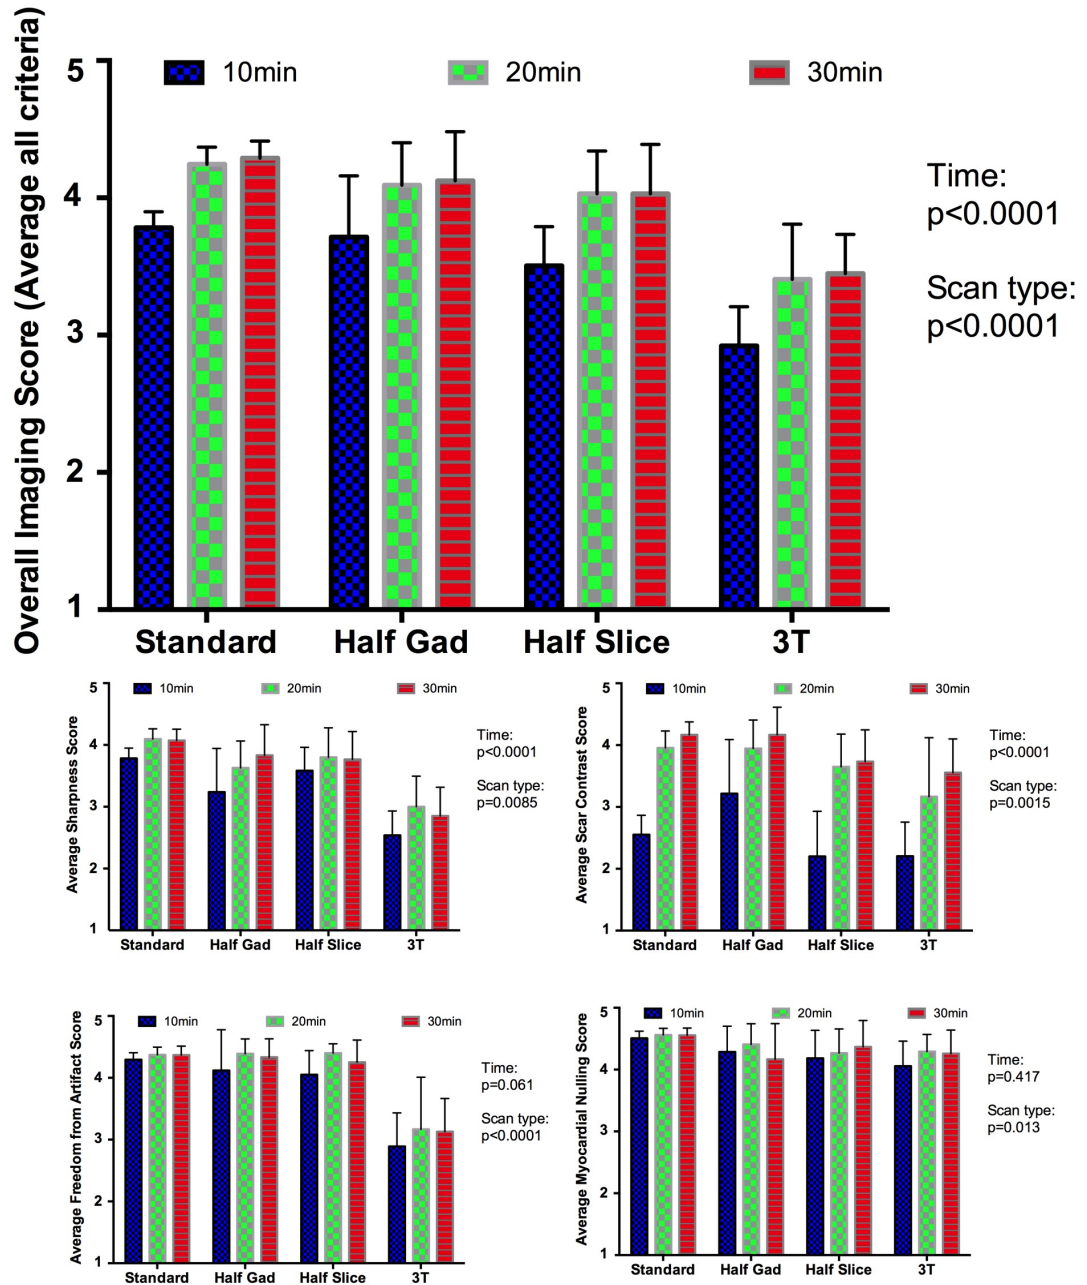 Overall Imaging Score (Average all criteria)
5
4
3
2
1
10min
20min
30min
Time:
p<0.0001
Scan type:
p<0.0001
Standard
Half Gad
Half Slice
3T
Average Sharpness Score
5
4
3
2
1
10min
20min
30min
Time:
p<0.0001
Scan type:
p=0.0085
Standard
Half Gad
Half Slice
3T
Average Scar Contrast Score
5
4
3
2
1
10min
20min
30min
Time:
p<0.0001
Scan type:
p=0.0015
Standard
Half Gad
Half Slice
3T
Average Freedom from Artifact Score
5
4
3
2
1
10min
20min
30min
Time:
p=0.061
Scan type:
p<0.0001
Standard
Half Gad
Half Slice
3T
Average Myocardial Nulling Score
5
4
3
2
1
10min
20min
30min
Time:
p=0.417
Scan type:
p=0.013
Standard
Half Gad
Half Slice
3T